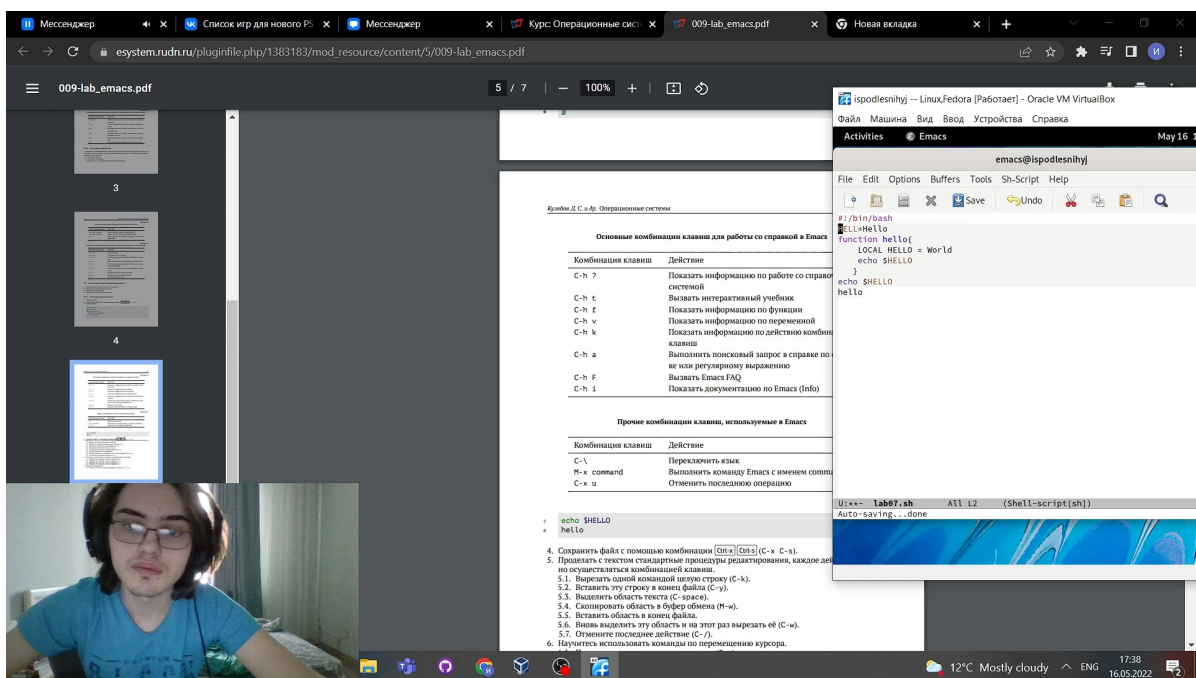 Мессенджер
Список игр для нового PS
Мессенджер
Курс: Операционные систе
009-lab_emacs.pdf
Новая вкладка
esystem.rudn.ru/pluginfile.php/1383183/mod_resource/content/5/009-lab_emacs.pdf
И
009-lab_emacs.pdf
5 / 7
100%
3
4
Кулябов Д. С. и др. Операционные системы
Основные комбинации клавиш для работы со справкой в Emacs
Комбинация клавиш Действие
C-h ? Показать информацию по работе со справо
системой
C-h t Вызвать интерактивный учебник
C-h f Показать информацию по функции
C-h v Показать информацию по переменной
C-h k Показать информацию по действию комбин
клавиш
C-h a Выполнить поисковый запрос в справке по
ке или регулярному выражению
C-h F Вызвать Emacs FAQ
C-h i Показать документацию по Emacs (Info)
Прочие комбинации клавиш, используемые в Emacs
Комбинация клавиш Действие
C-\ Переключить язык
M-x command Выполнить команду Emacs с именем comma
C-x u Отменить последнюю операцию
7 echo $HELLO
8 hello
4. Сохранить файл с помощью комбинации Ctrl-x Ctrl-s (C-x C-s).
5. Проделать с текстом стандартные процедуры редактирования, каждое дей
но осуществляться комбинацией клавиш.
5.1. Вырезать одной командой целую строку (C-k).
5.2. Вставить эту строку в конец файла (C-y).
5.3. Выделить область текста (C-space).
5.4. Скопировать область в буфер обмена (M-w).
5.5. Вставить область в конец файла.
5.6. Вновь выделить эту область и на этот раз вырезать её (C-w).
5.7. Отмените последнее действие (C-/).
6. Научитесь использовать команды по перемещению курсора.
ispodlesnihyj -- Linux,Fedora [Работает] - Oracle VM VirtualBox
Файл Машина Вид Ввод Устройства Справка
Activities Emacs May 16 1
emacs@ispodlesnihyj
File Edit Options Buffers Tools Sh-Script Help
Save Undo
#!/bin/bash
HELL=Hello
function hello{
LOCAL HELLO = World
echo $HELLO
}
echo $HELLO
hello
U:**- lab07.sh All L2 (Shell-script[sh])
Auto-saving...done
12°C Mostly cloudy
ENG
17:38
16.05.2022
2